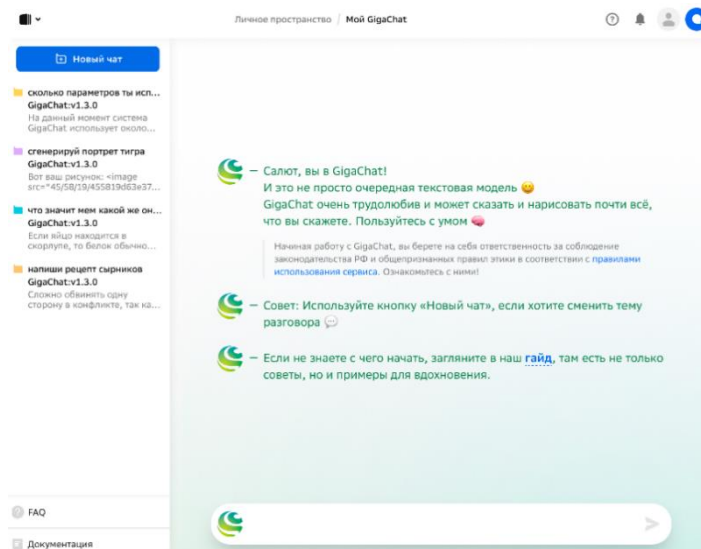 Личное пространство / Мой GigaChat
Новый чат
сколько параметров ты исп...
GigaChat:v1.3.0
На данный момент система
GigaChat использует около...
сгенерируй портрет тигра
GigaChat:v1.3.0
Вот ваш рисунок: <image
src="45/58/19/455819d63e37...
что значит мем какой же он...
GigaChat:v1.3.0
Если яйцо находится в
скорлупе, то белок обычно...
напиши рецепт сырников
GigaChat:v1.3.0
Сложно обвинять одну
сторону в конфликте, так ка...
FAQ
Документация
— Салют, вы в GigaChat!
И это не просто очередная текстовая модель 😀
GigaChat очень трудолюбив и может сказать и нарисовать почти всё,
что вы скажете. Пользуйтесь с умом 🧠
Начиная работу с GigaChat, вы берете на себя ответственность за соблюдение
законодательства РФ и общепризнанных правил этики в соответствии с правилами
использования сервиса. Ознакомьтесь с ними!
— Совет: Используйте кнопку «Новый чат», если хотите сменить тему
разговора 💬
— Если не знаете с чего начать, загляните в наш гайд, там есть не только
советы, но и примеры для вдохновения.